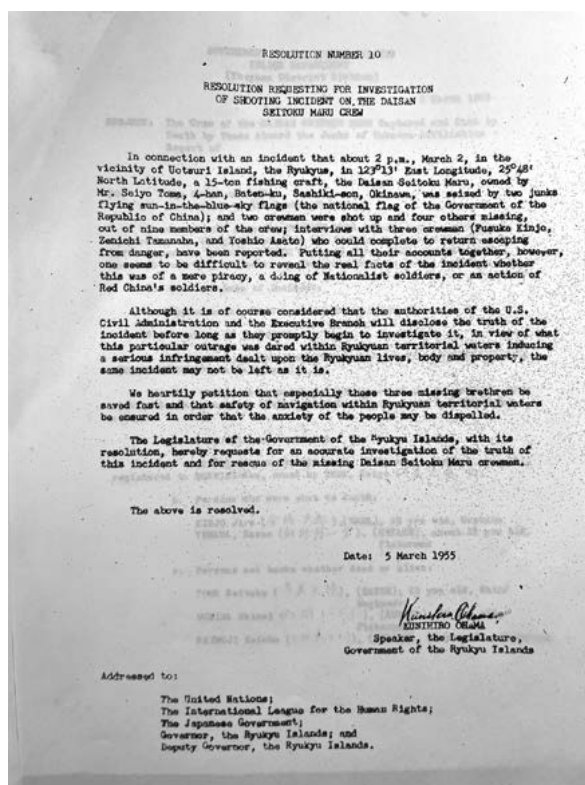 RESOLUTION NUMBER 10
RESOLUTION REQUESTING FOR INVESTIGATION
OF SHOOTING INCIDENT ON THE DAISAN
SEITOKU MARU CREW
In connection with an incident that about 2 p.m., March 2, in the
vicinity of Uotsuri Island, the Ryukyus, in 123°13' East Longitude, 25°48'
North Latitude, a 15-ton fishing craft, the Daisan Seitoku Maru, owned by
Mr. Seiyo Toma, 4-ban, Baten-ku, Sashiki-son, Okinawa, was seized by two junks
flying sun-in-the-blue-sky flags (the national flag of the Government of the
Republic of China); and two crewmen were shot up and four others missing,
out of nine members of the crew; interviews with three crewmen (Fusuke Kinjo,
Zenichi Tamanaha, and Yoshio Asato) who could complete to return escaping
from danger, have been reported. Putting all their accounts together, however,
one seems to be difficult to reveal the real facts of the incident whether
this was of a mere piracy, a doing of Nationalist soldiers, or an action of
Red China's soldiers.
Although it is of course considered that the authorities of the U.S.
Civil Administration and the Executive Branch will disclose the truth of the
incident before long as they promptly begin to investigate it, in view of what
this particular outrage was dared within Ryukyuan territorial waters inducing
a serious infringement dealt upon the Ryukyuan lives, body and property, the
same incident may not be left as it is.
We heartily petition that especially these three missing brethren be
saved fast and that safety of navigation within Ryukyuan territorial waters
be ensured in order that the anxiety of the people may be dispelled.
The Legislature of the Government of the Ryukyu Islands, with its
resolution, hereby requests for an accurate investigation of the truth of
this incident and for rescue of the missing Daisan Seitoku Maru crewmen.
The above is resolved.
Date: 5 March 1955
KUNIHIRO OHAMA
Speaker, the Legislature,
Government of the Ryukyu Islands
Addressed to:
The United Nations;
The International League for the Human Rights;
The Japanese Government;
Governor, the Ryukyu Islands; and
Deputy Governor, the Ryukyu Islands.